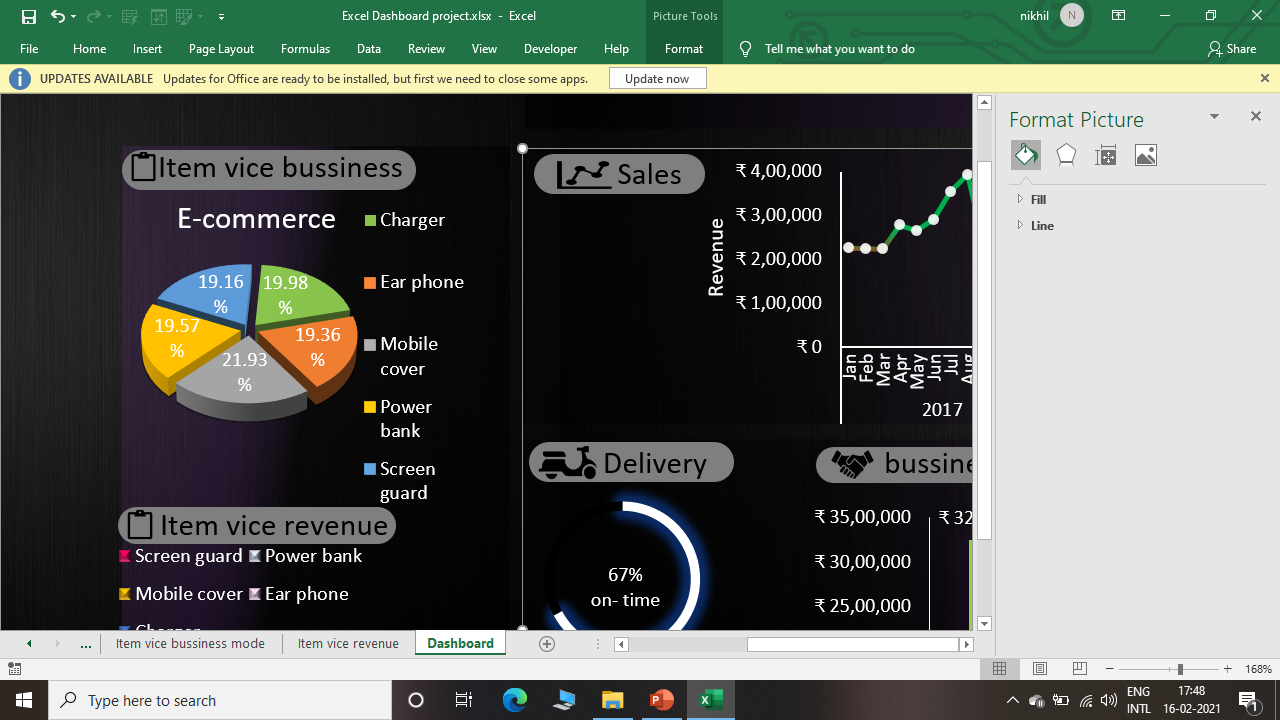 Excel Dashboard project.xlsx - Excel
Picture Tools
nikhil
N
File Home Insert Page Layout Formulas Data Review View Developer Help Format Tell me what you want to do Share
UPDATES AVAILABLE Updates for Office are ready to be installed, but first we need to close some apps. Update now
Format Picture
Fill
Line
Item vice bussiness
E-commerce
19.98
%
19.36
%
21.93
%
19.57
%
19.16
%
Charger
Ear phone
Mobile
cover
Power
bank
Screen
guard
Item vice revenue
Screen guard Power bank
Mobile cover Ear phone
Charger
Sales
Revenue
₹ 4,00,000
₹ 3,00,000
₹ 2,00,000
₹ 1,00,000
₹ 0
Jan
Feb
Mar
Apr
May
Jun
Jul
Aug
2017
Delivery
67%
on- time
bussine
₹ 35,00,000
₹ 30,00,000
₹ 25,00,000
₹ 32
... Item vice bussiness mode Item vice revenue Dashboard
168%
Type here to search
ENG
INTL
17:48
16-02-2021
1